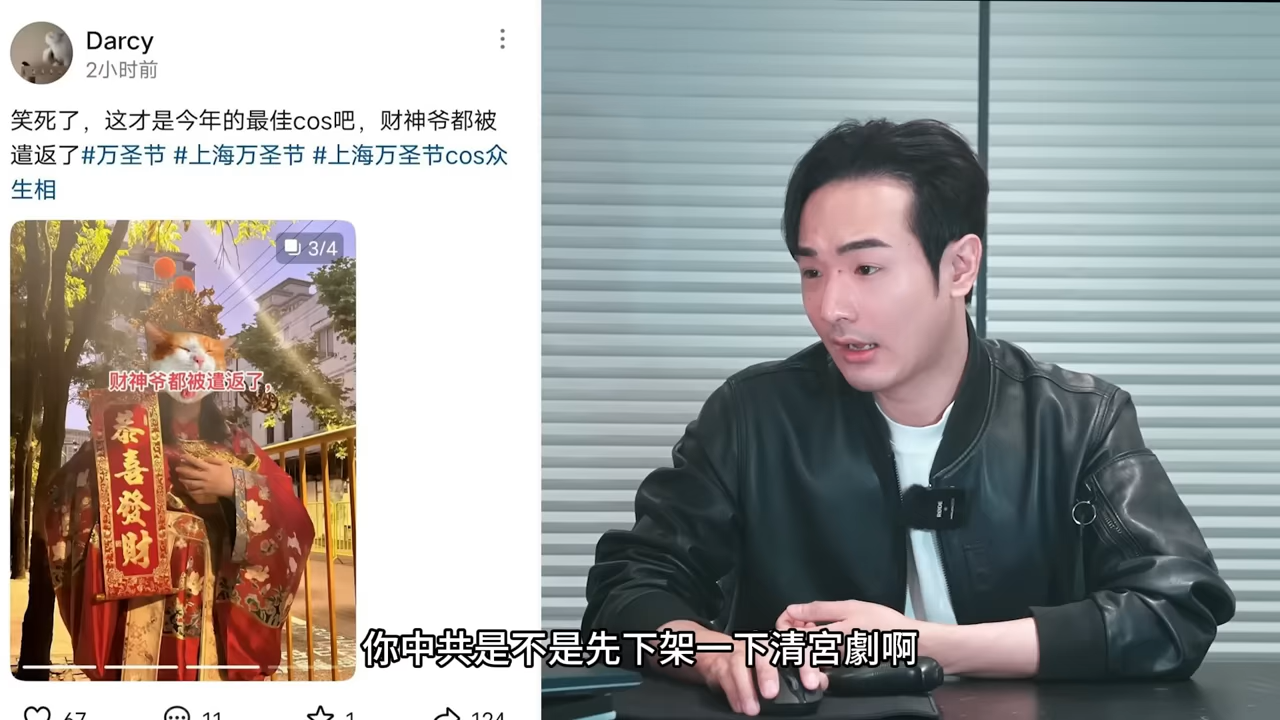 Darcy
2小时前
笑死了，这才是今年的最佳cos吧，财神爷都被
遣返了#万圣节 #上海万圣节 #上海万圣节cos众
生相
3/4
财神爷都被遣返了，
恭喜發財
你中共是不是先下架一下清宮劇啊
67
11
1
124